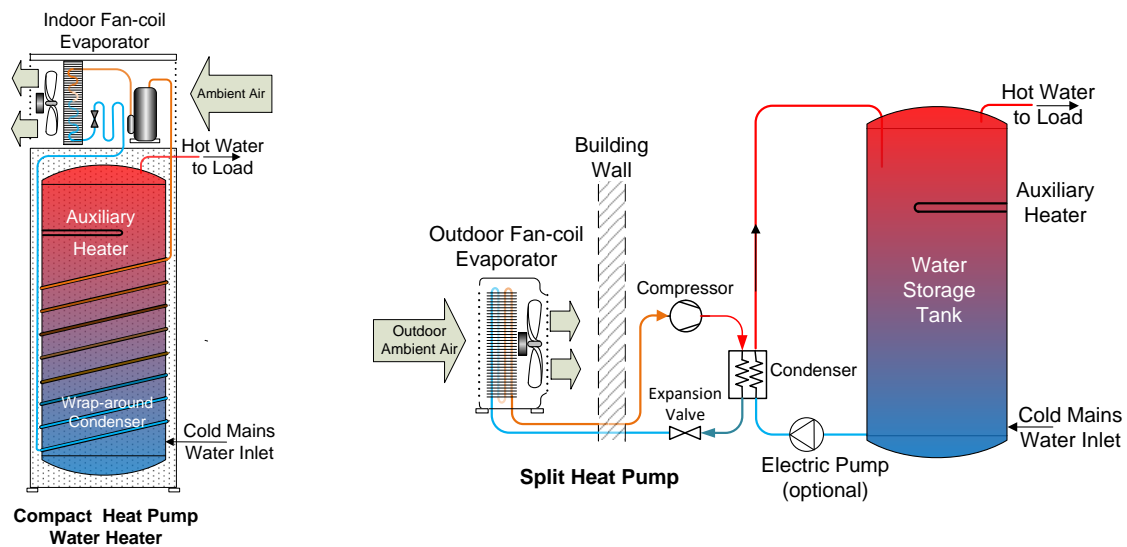 Indoor Fan-coil
Evaporator
Ambient Air
Hot Water
to Load
Auxiliary
Heater
Wrap-around
Condenser
Cold Mains
Water Inlet
Compact Heat Pump
Water Heater
Building
Wall
Outdoor Fan-coil
Evaporator
Outdoor
Ambient Air
Compressor
Condenser
Expansion
Valve
Electric Pump
(optional)
Split Heat Pump
Hot Water
to Load
Auxiliary
Heater
Water
Storage
Tank
Cold Mains
Water Inlet